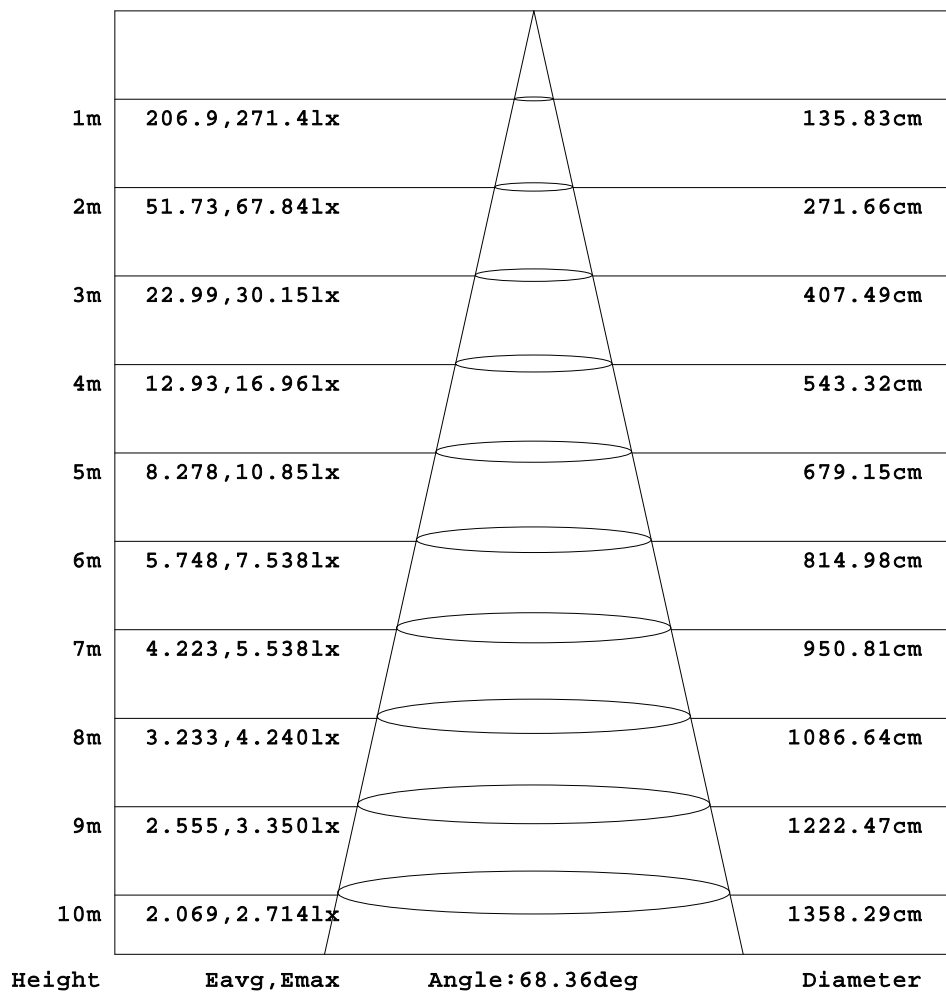 1m 206.9,271.4lx 135.83cm
2m 51.73,67.84lx 271.66cm
3m 22.99,30.15lx 407.49cm
4m 12.93,16.96lx 543.32cm
5m 8.278,10.85lx 679.15cm
6m 5.748,7.538lx 814.98cm
7m 4.223,5.538lx 950.81cm
8m 3.233,4.240lx 1086.64cm
9m 2.555,3.350lx 1222.47cm
10m 2.069,2.714lx 1358.29cm
Height Eavg,Emax Angle:68.36deg Diameter